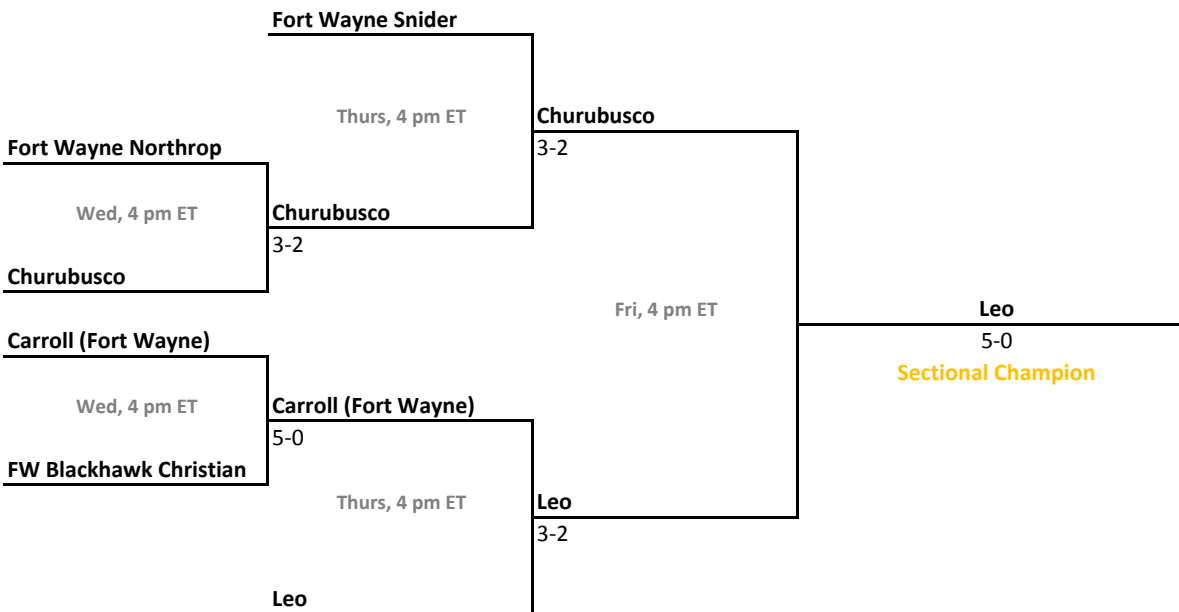 Fort Wayne Snider
Thurs, 4 pm ET
Churubusco
3-2
Fort Wayne Northrop
Wed, 4 pm ET
Churubusco
3-2
Churubusco
Fri, 4 pm ET
Leo
5-0
Sectional Champion
Carroll (Fort Wayne)
Wed, 4 pm ET
Carroll (Fort Wayne)
5-0
FW Blackhawk Christian
Thurs, 4 pm ET
Leo
3-2
Leo